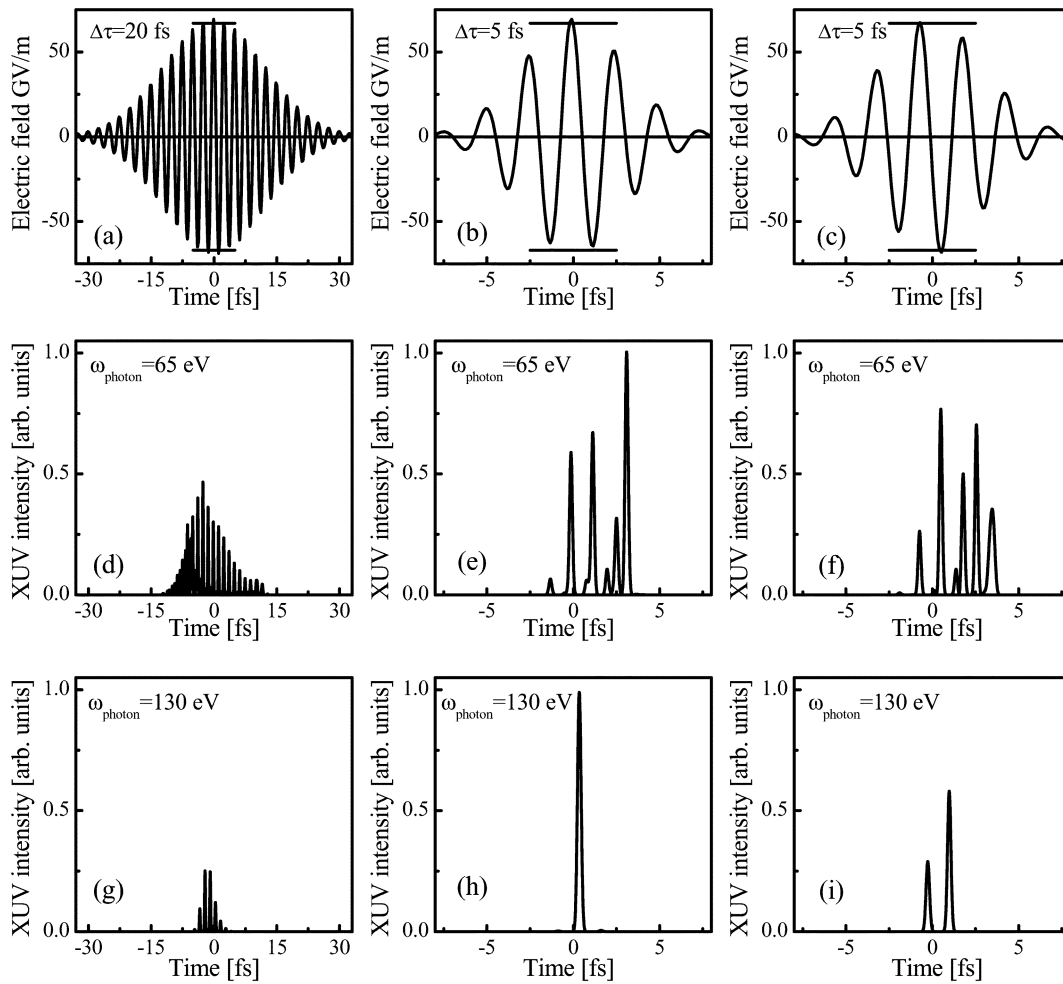 Δτ=20 fs
Electric field GV/m
50
0
-50
(a)
-30 -15 0 15 30
Time [fs]
Δτ=5 fs
Electric field GV/m
50
0
-50
(b)
-5 0 5
Time [fs]
Δτ=5 fs
Electric field GV/m
50
0
-50
(c)
-5 0 5
Time [fs]
ωphoton=65 eV
XUV intensity [arb. units]
1.0
0.5
0.0
(d)
-30 -15 0 15 30
Time [fs]
ωphoton=65 eV
XUV intensity [arb. units]
1.0
0.5
0.0
(e)
-5 0 5
Time [fs]
ωphoton=65 eV
XUV intensity [arb. units]
1.0
0.5
0.0
(f)
-5 0 5
Time [fs]
ωphoton=130 eV
XUV intensity [arb. units]
1.0
0.5
0.0
(g)
-30 -15 0 15 30
Time [fs]
ωphoton=130 eV
XUV intensity [arb. units]
1.0
0.5
0.0
(h)
-5 0 5
Time [fs]
ωphoton=130 eV
XUV intensity [arb. units]
1.0
0.5
0.0
(i)
-5 0 5
Time [fs]